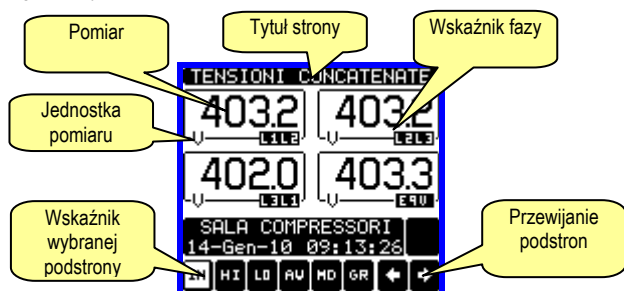 Pomiar
Tytuł strony
Wskaźnik fazy
TENSIONI CONCATENATE
403.2
403.2
Jednostka
pomiaru
V
L1L2
V
L2L3
402.0
403.3
V
L3L1
V
EQV
Wskaźnik
wybranej
podstrony
SALA COMPRESSORI
14-Gen-10 09:13:26
Przewijanie
podstron
IN HI LO AV MD GR